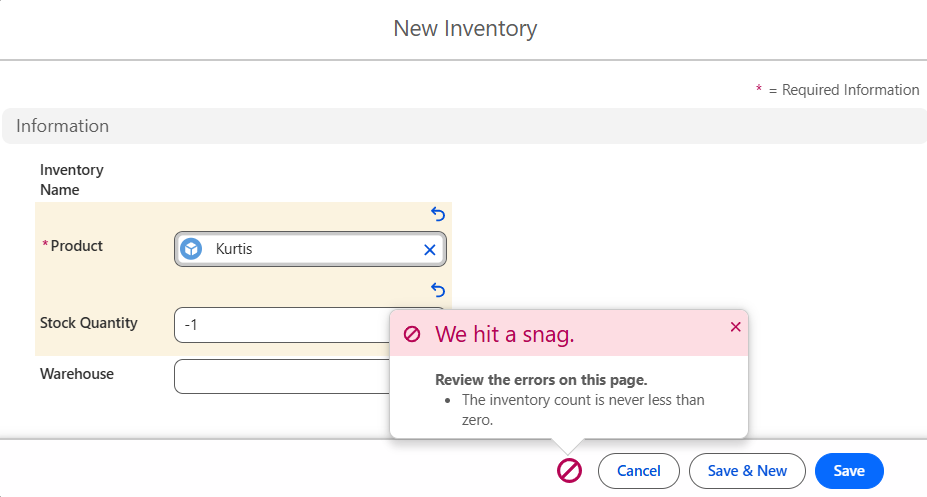 New Inventory
* = Required Information
Information
Inventory
Name
*Product
Kurtis
Stock Quantity
-1
We hit a snag.
Review the errors on this page.
• The inventory count is never less than
zero.
Warehouse
Cancel
Save & New
Save